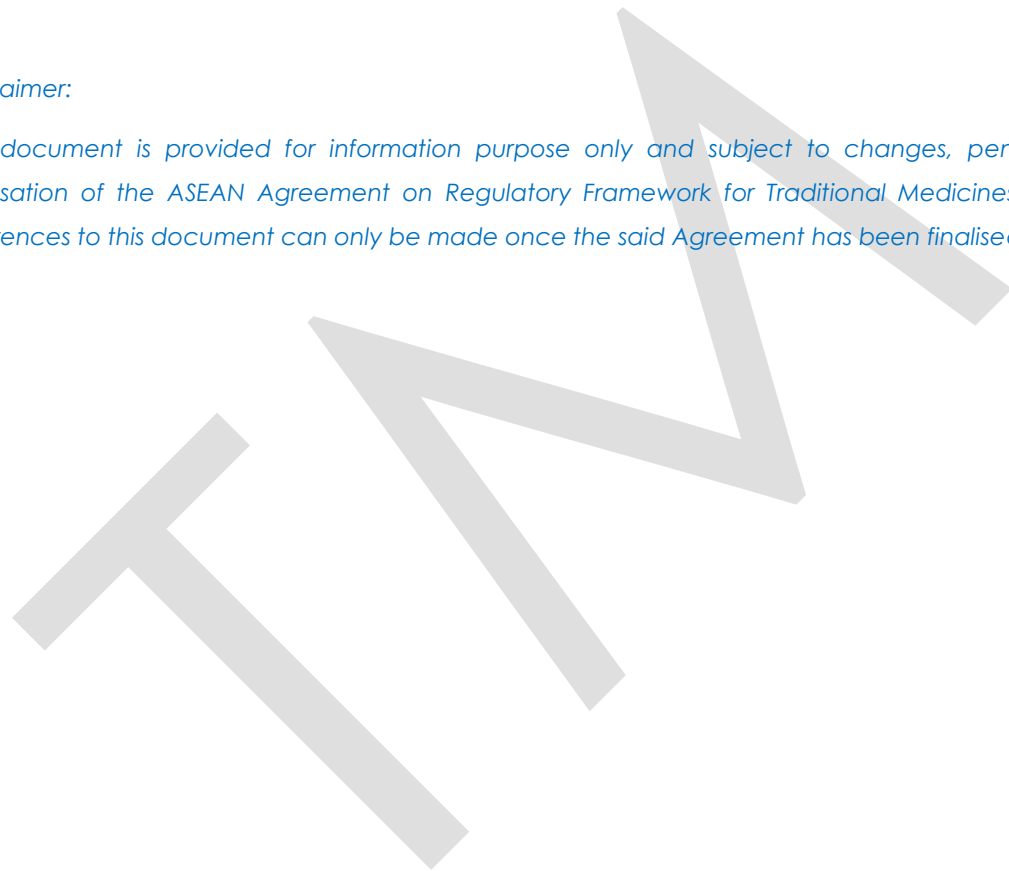 aimer:
document is provided for information purpose only and subject to changes, per
sation of the ASEAN Agreement on Regulatory Framework for Traditional Medicines
ences to this document can only be made once the said Agreement has been finalised
TM